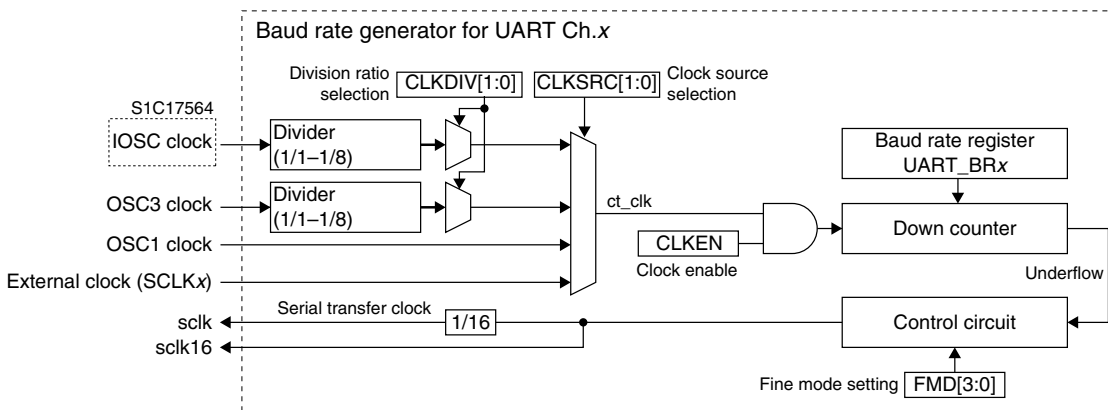 Baud rate generator for UART Ch.x
Division ratio
selection
CLKDIV[1:0]
CLKSRC[1:0]
Clock source
selection
S1C17564
IOSC clock
Divider
(1/1–1/8)
Baud rate register
UART_BRx
OSC3 clock
Divider
(1/1–1/8)
ct_clk
Down counter
OSC1 clock
CLKEN
Clock enable
Underflow
External clock (SCLKx)
Serial transfer clock
sclk
1/16
Control circuit
sclk16
Fine mode setting
FMD[3:0]